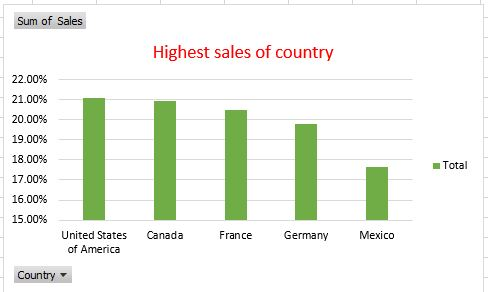 Sum of Sales
Highest sales of country
22.00%
21.00%
20.00%
19.00%
18.00%
17.00%
16.00%
15.00%
Total
United States
of America
Canada
France
Germany
Mexico
Country